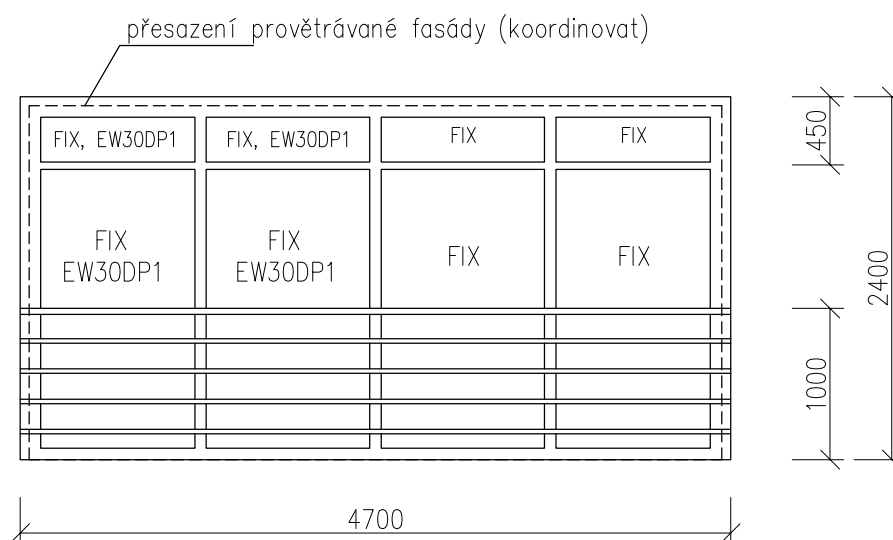 přesazení provětrávané fasády (koordinovat)
FIX, EW30DP1
FIX, EW30DP1
FIX
FIX
450
FIX
EW30DP1
FIX
EW30DP1
FIX
FIX
2400
1000
4700